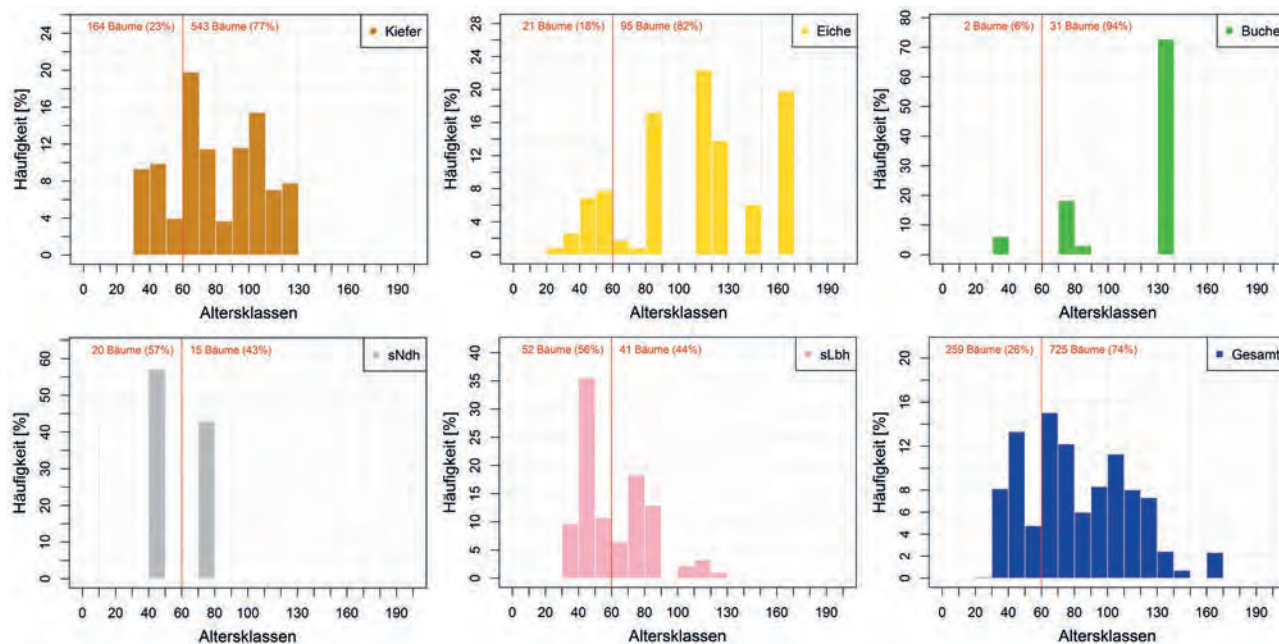 164 Bäume (23%) 543 Bäume (77%)
Kiefer
Häufigkeit [%]
24
20
16
12
8
4
0
0 20 40 60 80 100 130 160 190
Altersklassen
21 Bäume (18%) 95 Bäume (82%)
Eiche
Häufigkeit [%]
28
24
20
16
12
8
4
0
0 20 40 60 80 100 130 160 190
Altersklassen
2 Bäume (6%) 31 Bäume (94%)
Buche
Häufigkeit [%]
80
70
60
50
40
30
20
10
0
0 20 40 60 80 100 130 160 190
Altersklassen
20 Bäume (57%) 15 Bäume (43%)
sNdh
Häufigkeit [%]
60
50
40
30
20
10
0
0 20 40 60 80 100 130 160 190
Altersklassen
52 Bäume (56%) 41 Bäume (44%)
sLbh
Häufigkeit [%]
40
35
30
25
20
15
10
5
0
0 20 40 60 80 100 130 160 190
Altersklassen
259 Bäume (26%) 725 Bäume (74%)
Gesamt
Häufigkeit [%]
20
16
12
8
6
4
2
0
0 20 40 60 80 100 130 160 190
Altersklassen